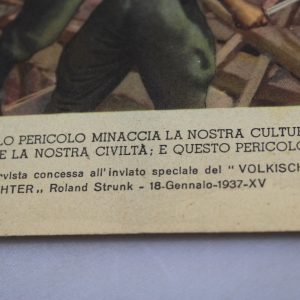 LO PERICOLO MINACCIA LA NOSTRA CULTUR
E LA NOSTRA CIVILTÀ; E QUESTO PERICOLO
rvista concessa all'inviato speciale del "VOLKISCH
HTER„ Roland Strunk - 18-Gennaio-1937-XV